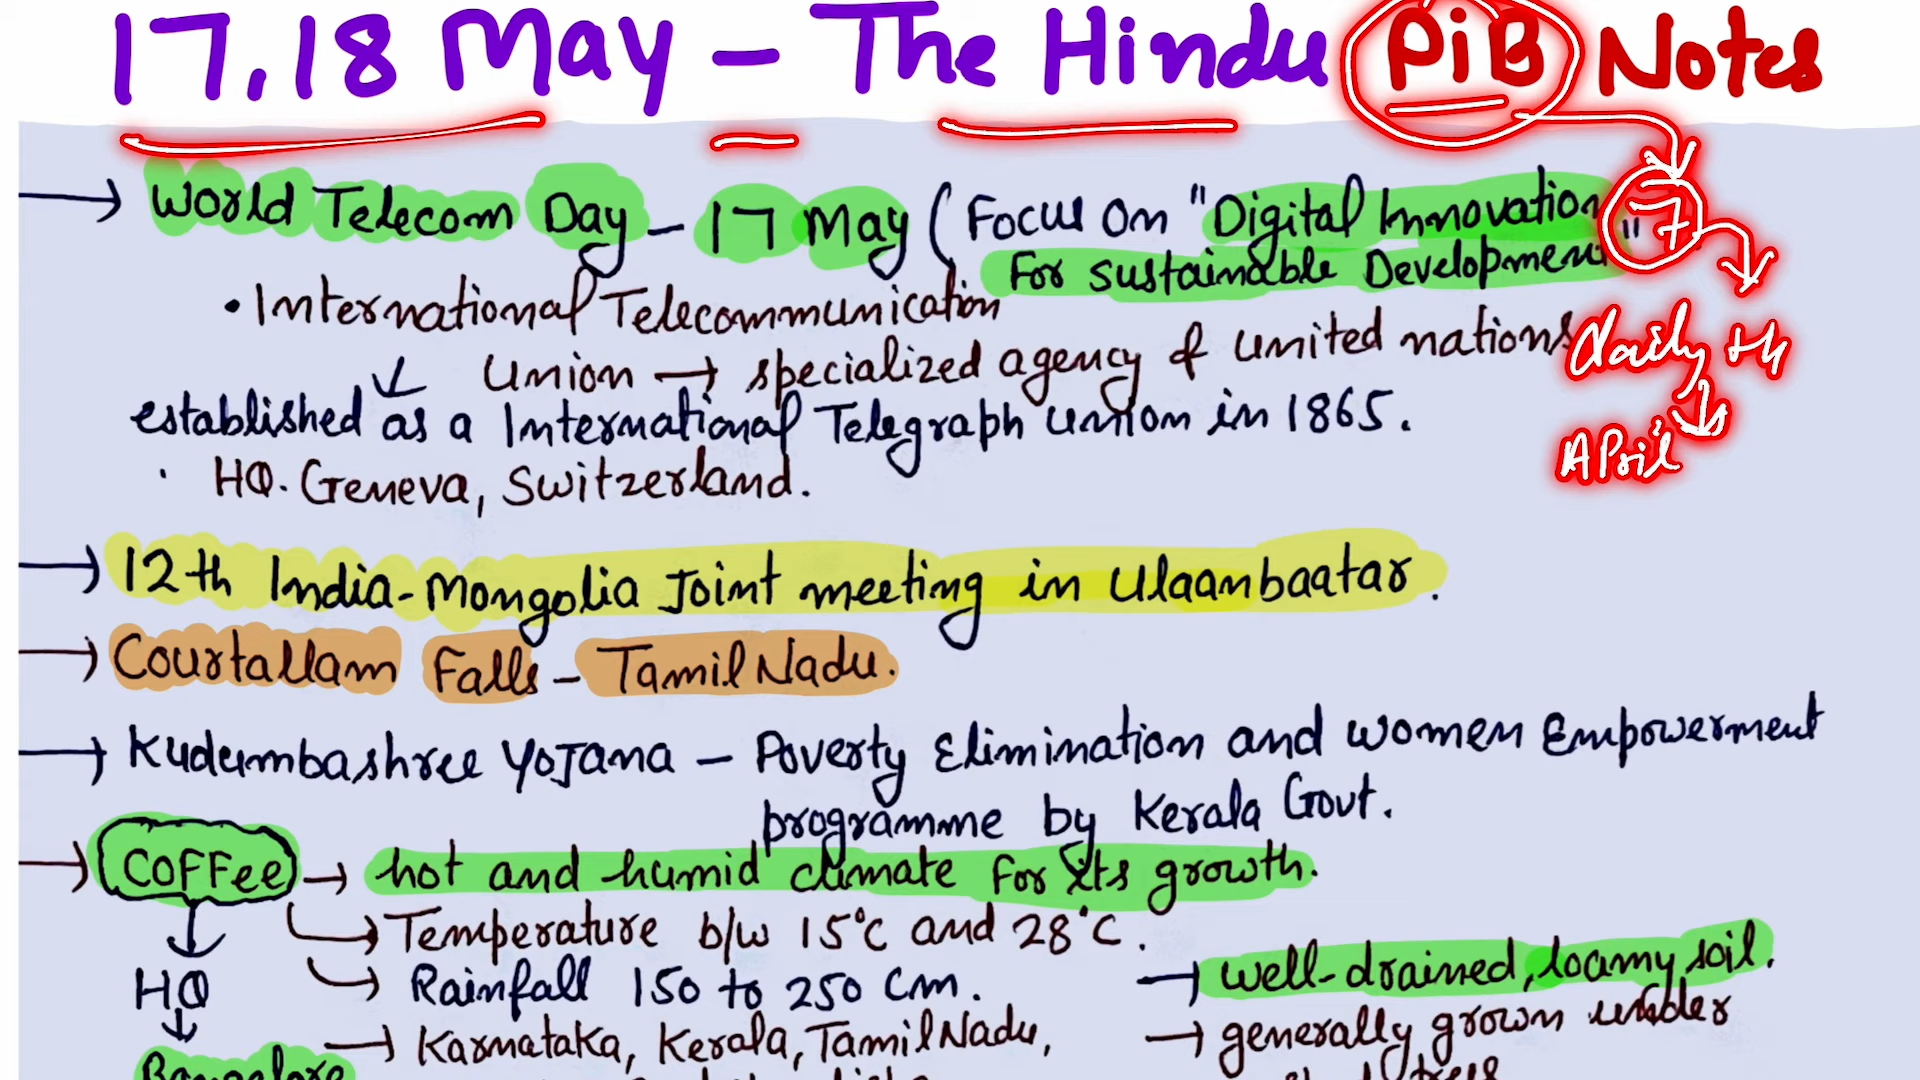 17,18 May - The Hindu PiB Notes
→ World Telecom Day - 17 May (Focus on "Digital Innovation
For sustainable Development"
7
• International Telecommunication
Union → specialized agency of united nations
daily
established as a International Telegraph union in 1865.
April
• HQ. Geneva, Switzerland.
→ 12th India-Mongolia Joint meeting in Ulaanbaatar.
→ Courtallam Falls - Tamil Nadu.
→ Kudumbashree Yojana - Poverty Elimination and women Empowerment
programme by Kerala Govt.
→ Coffee → hot and humid climate for its growth.
→ Temperature b/w 15°C and 28°C.
HQ → Rainfall 150 to 250 cm. → well-drained, loamy soil.
→ Karnataka, Kerala, Tamil Nadu, → generally grown under
Bangalore